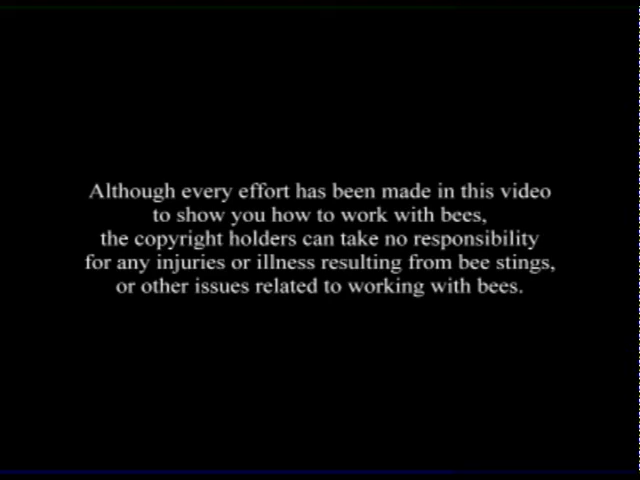 Although every effort has been made in this video
to show you how to work with bees,
the copyright holders can take no responsibility
for any injuries or illness resulting from bee stings,
or other issues related to working with bees.